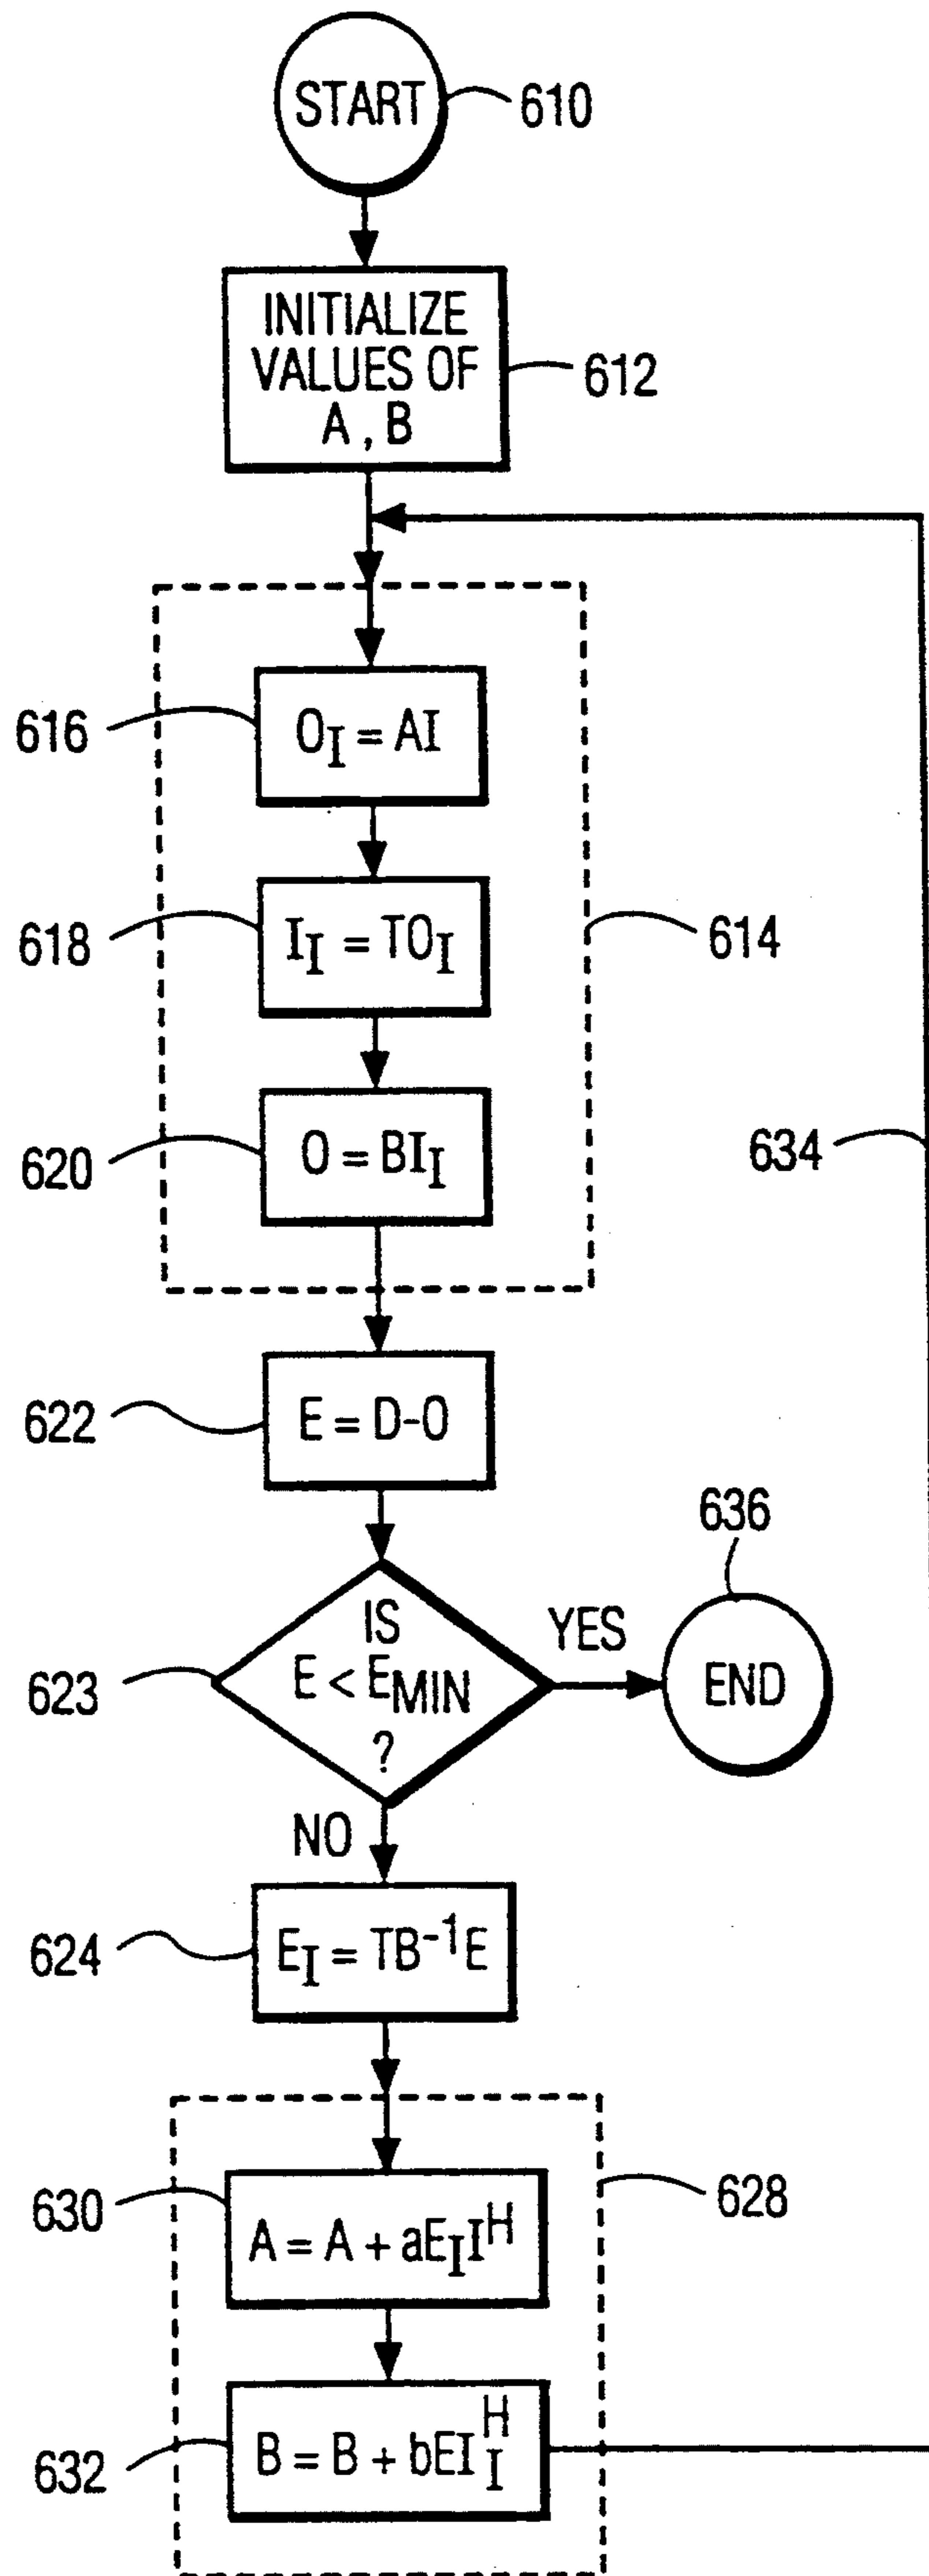 START
610
INITIALIZE
VALUES OF
A , B
612
616
O_I = AI
618
I_I = TO_I
614
620
O = BI_I
634
622
E = D-O
636
623
IS
E < E_MIN
?
YES
END
NO
624
E_I = TB^-1E
630
A = A + aE_I I^H
628
632
B = B + bEI_I^H